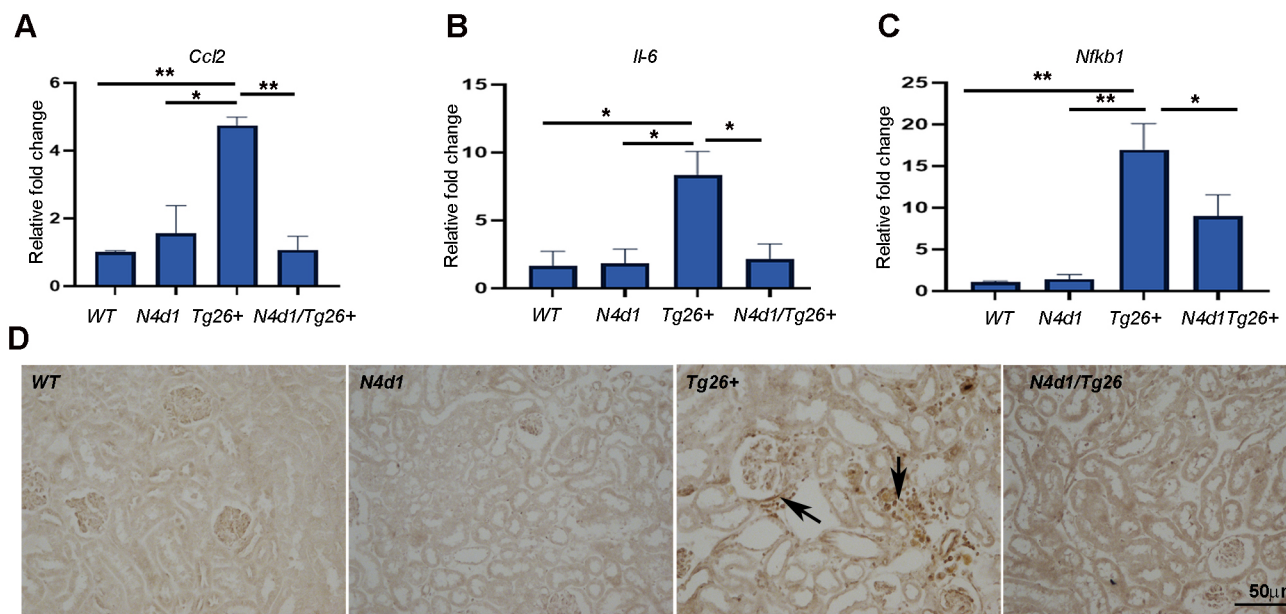 A
B
C
Ccl2
Il-6
Nfkb1
Relative fold change
6
4
2
0
**
*
**
WT N4d1 Tg26+ N4d1/Tg26+
Relative fold change
15
10
5
0
*
*
*
WT N4d1 Tg26+ N4d1/Tg26+
Relative fold change
25
20
15
10
5
0
**
**
*
WT N4d1 Tg26+ N4d1Tg26+
D
WT
N4d1
Tg26+
N4d1/Tg26
50μm